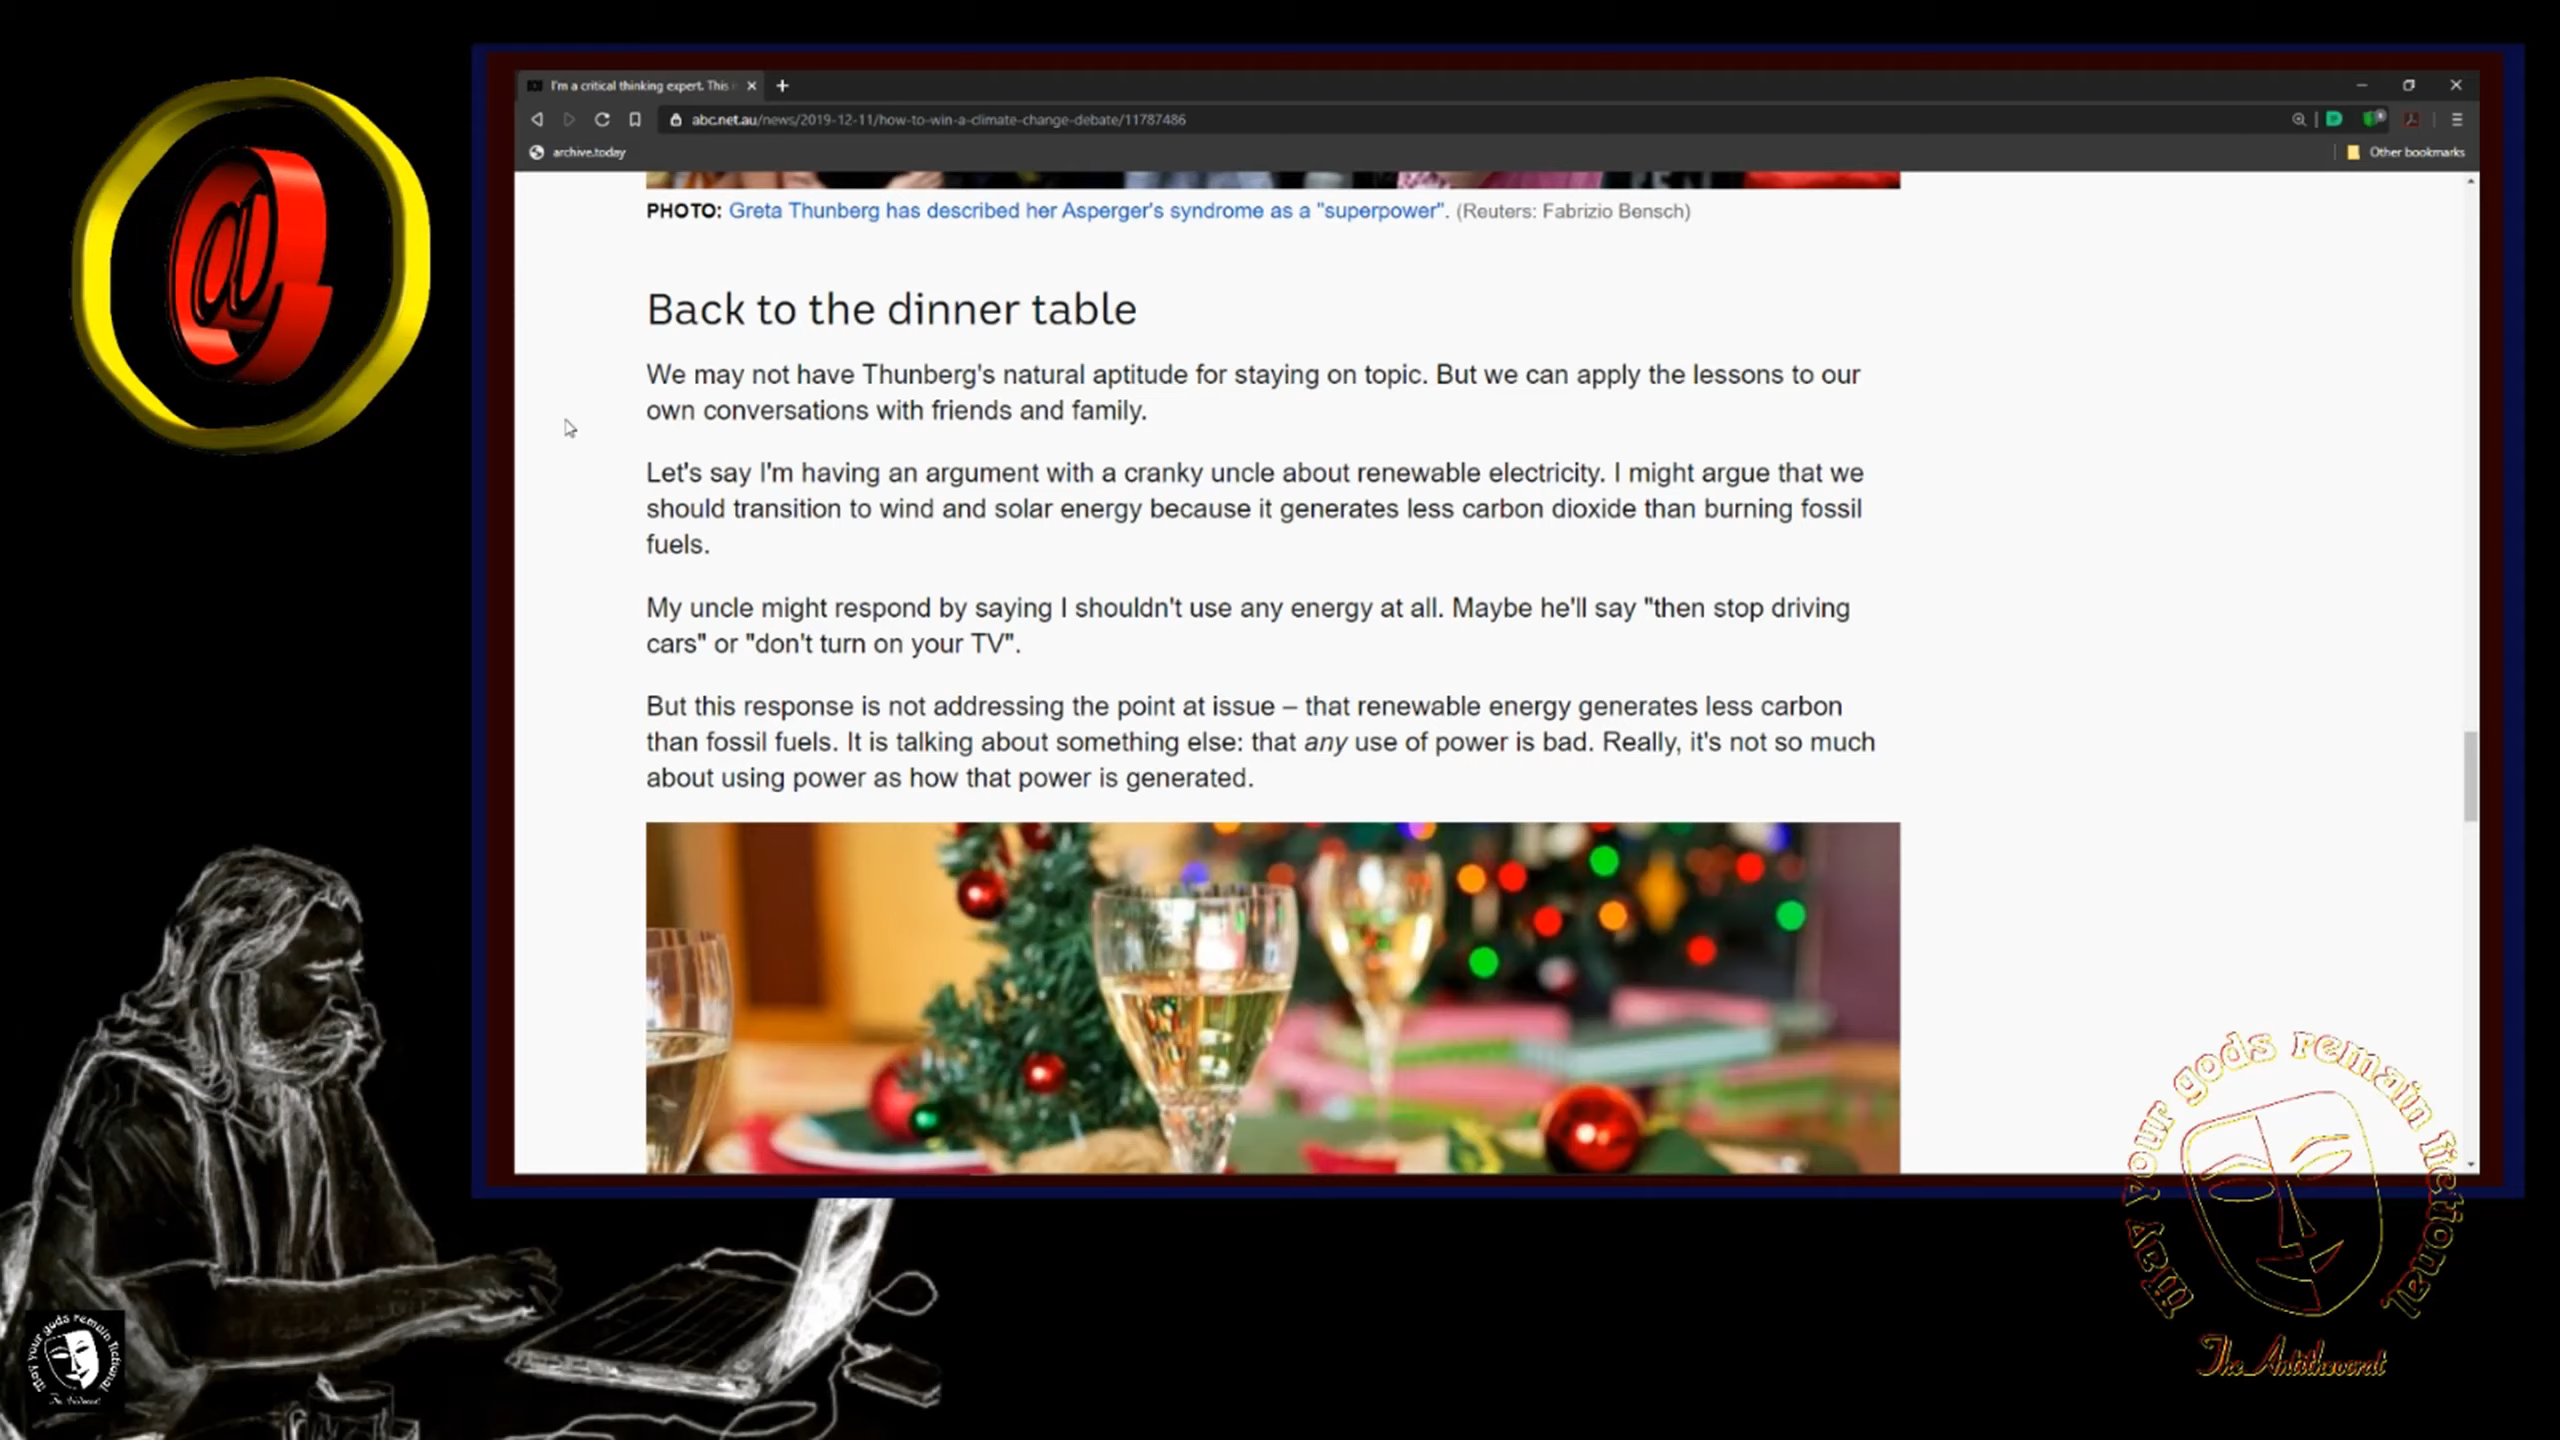 I'm a critical thinking expert. This
abc.net.au/news/2019-12-11/how-to-win-a-climate-change-debate/11787486
archive.today
Other bookmarks
PHOTO: Greta Thunberg has described her Asperger's syndrome as a "superpower". (Reuters: Fabrizio Bensch)
Back to the dinner table
We may not have Thunberg's natural aptitude for staying on topic. But we can apply the lessons to our
own conversations with friends and family.
Let's say I'm having an argument with a cranky uncle about renewable electricity. I might argue that we
should transition to wind and solar energy because it generates less carbon dioxide than burning fossil
fuels.
My uncle might respond by saying I shouldn't use any energy at all. Maybe he'll say "then stop driving
cars" or "don't turn on your TV".
But this response is not addressing the point at issue – that renewable energy generates less carbon
than fossil fuels. It is talking about something else: that any use of power is bad. Really, it's not so much
about using power as how that power is generated.
@
May your gods remain fictional
The Antitheocrat
May your gods remain fictional